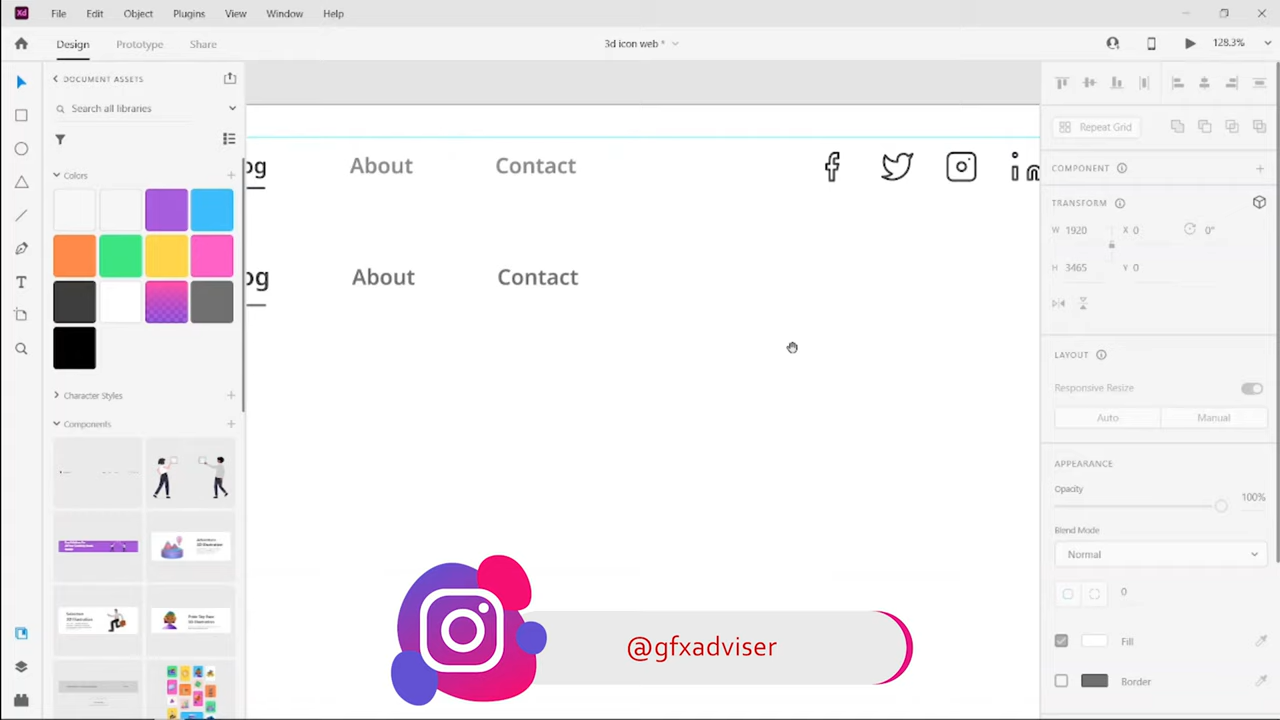 File Edit Object Plugins View Window Help
Design Prototype Share 3d icon web * 128.3%
DOCUMENT ASSETS
Search all libraries
Colors
Character Styles
Components
og About Contact
og About Contact
@gfxadviser
Repeat Grid
COMPONENT
TRANSFORM
W 1920 X 0 0°
H 3465 Y 0
LAYOUT
Responsive Resize
Auto Manual
APPEARANCE
Opacity
100%
Blend Mode
Normal
0
Fill
Border